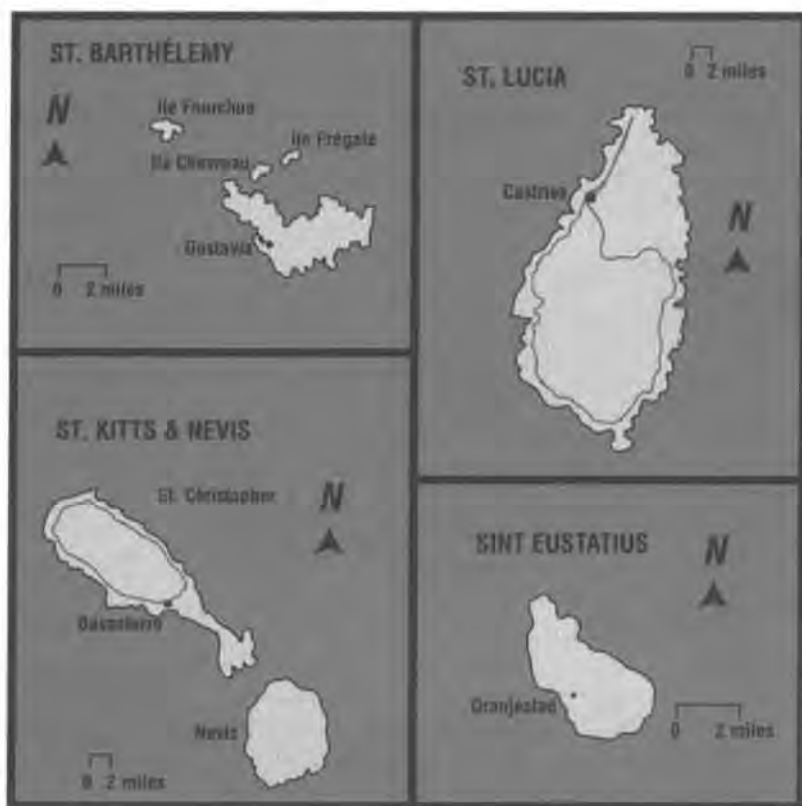 ST. BARTHÉLEMY
N
Ile Fourchue
Ile Frégate
Ile Chevreau
Gustavia
0 2 miles
ST. LUCIA
0 2 miles
Castries
N
ST. KITTS & NEVIS
St. Christopher
N
Basseterre
Nevis
0 2 miles
SINT EUSTATIUS
N
Oranjestad
0 2 miles